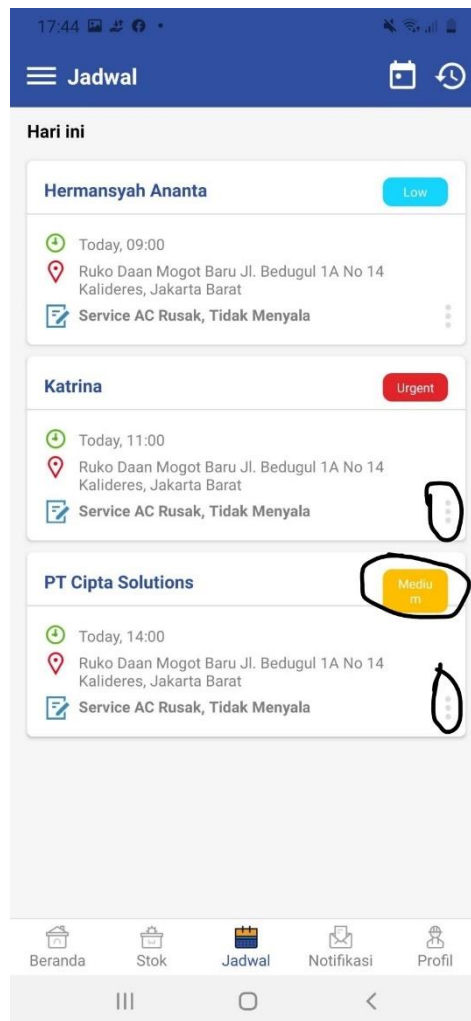 17:44
Jadwal
Hari ini
Hermansyah Ananta
Low
Today, 09:00
Ruko Daan Mogot Baru Jl. Bedugul 1A No 14
Kalideres, Jakarta Barat
Service AC Rusak, Tidak Menyala
Katrina
Urgent
Today, 11:00
Ruko Daan Mogot Baru Jl. Bedugul 1A No 14
Kalideres, Jakarta Barat
Service AC Rusak, Tidak Menyala
PT Cipta Solutions
Mediu
m
Today, 14:00
Ruko Daan Mogot Baru Jl. Bedugul 1A No 14
Kalideres, Jakarta Barat
Service AC Rusak, Tidak Menyala
Beranda Stok Jadwal Notifikasi Profil